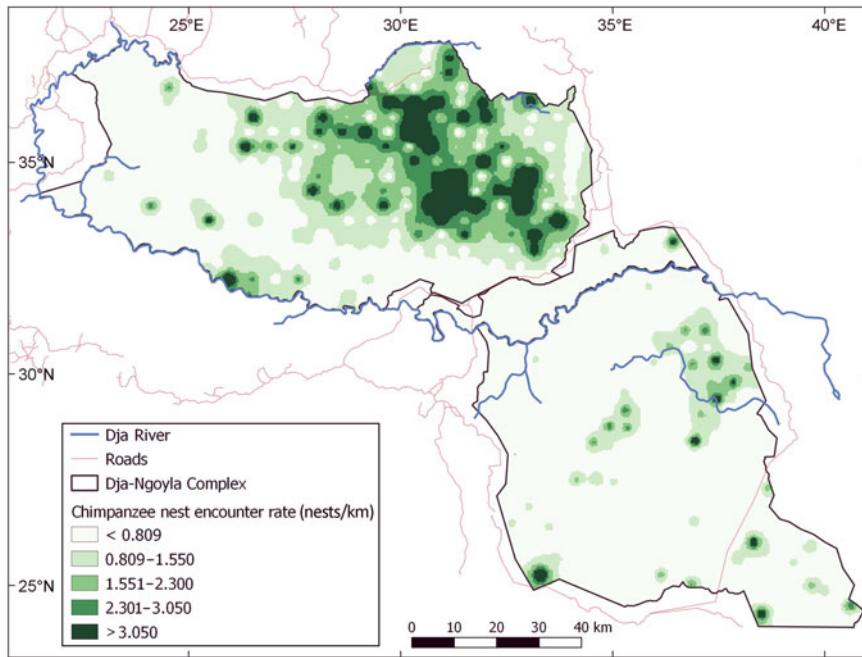 25°E 30°E 35°E 40°E
35°N
30°N
25°N
Dja River
Roads
Dja-Ngoyla Complex
Chimpanzee nest encounter rate (nests/km)
< 0.809
0.809–1.550
1.551–2.300
2.301–3.050
> 3.050
0 10 20 30 40 km